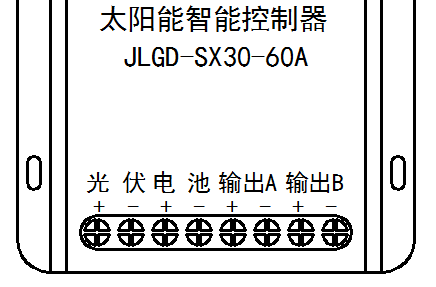 太阳能智能控制器
JLGD-SX30-60A
光 伏 电 池 输出A 输出B
+ - + - + - + -